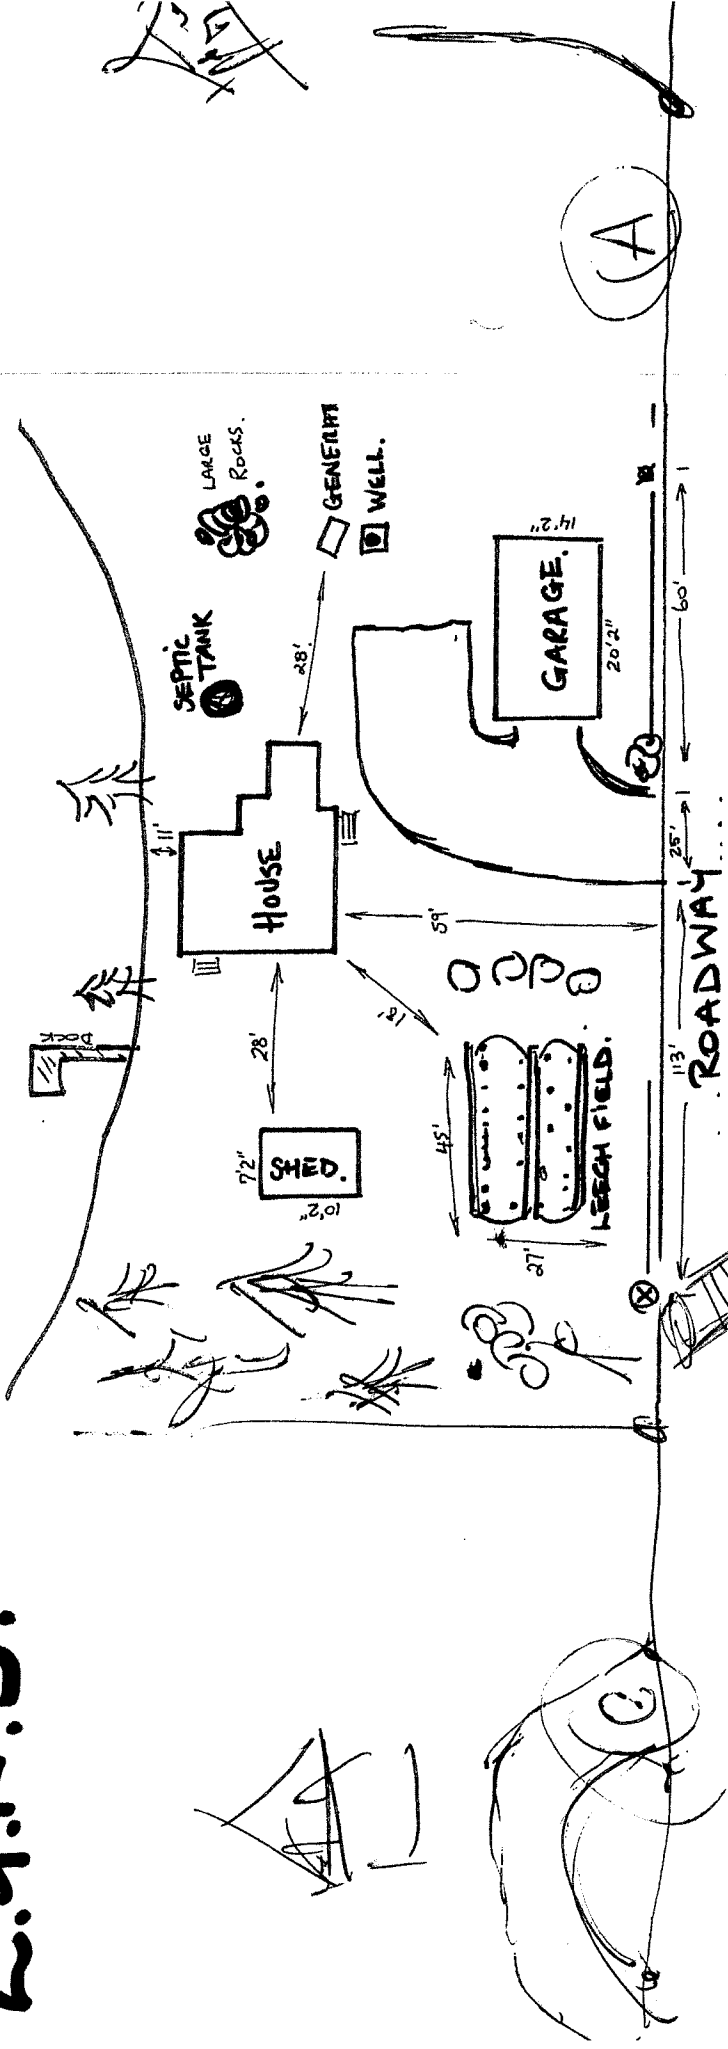 A
LARGE
ROCKS.
GENERAT
WELL.
SEPTIC
TANK
28'
14'2"
GARAGE.
20'2"
60'
11'
HOUSE
59'
25'
ROADWAY
113'
DOCK
28'
18'
7'2"
SHED.
10'2"
45'
27'
LEECH FIELD.
C